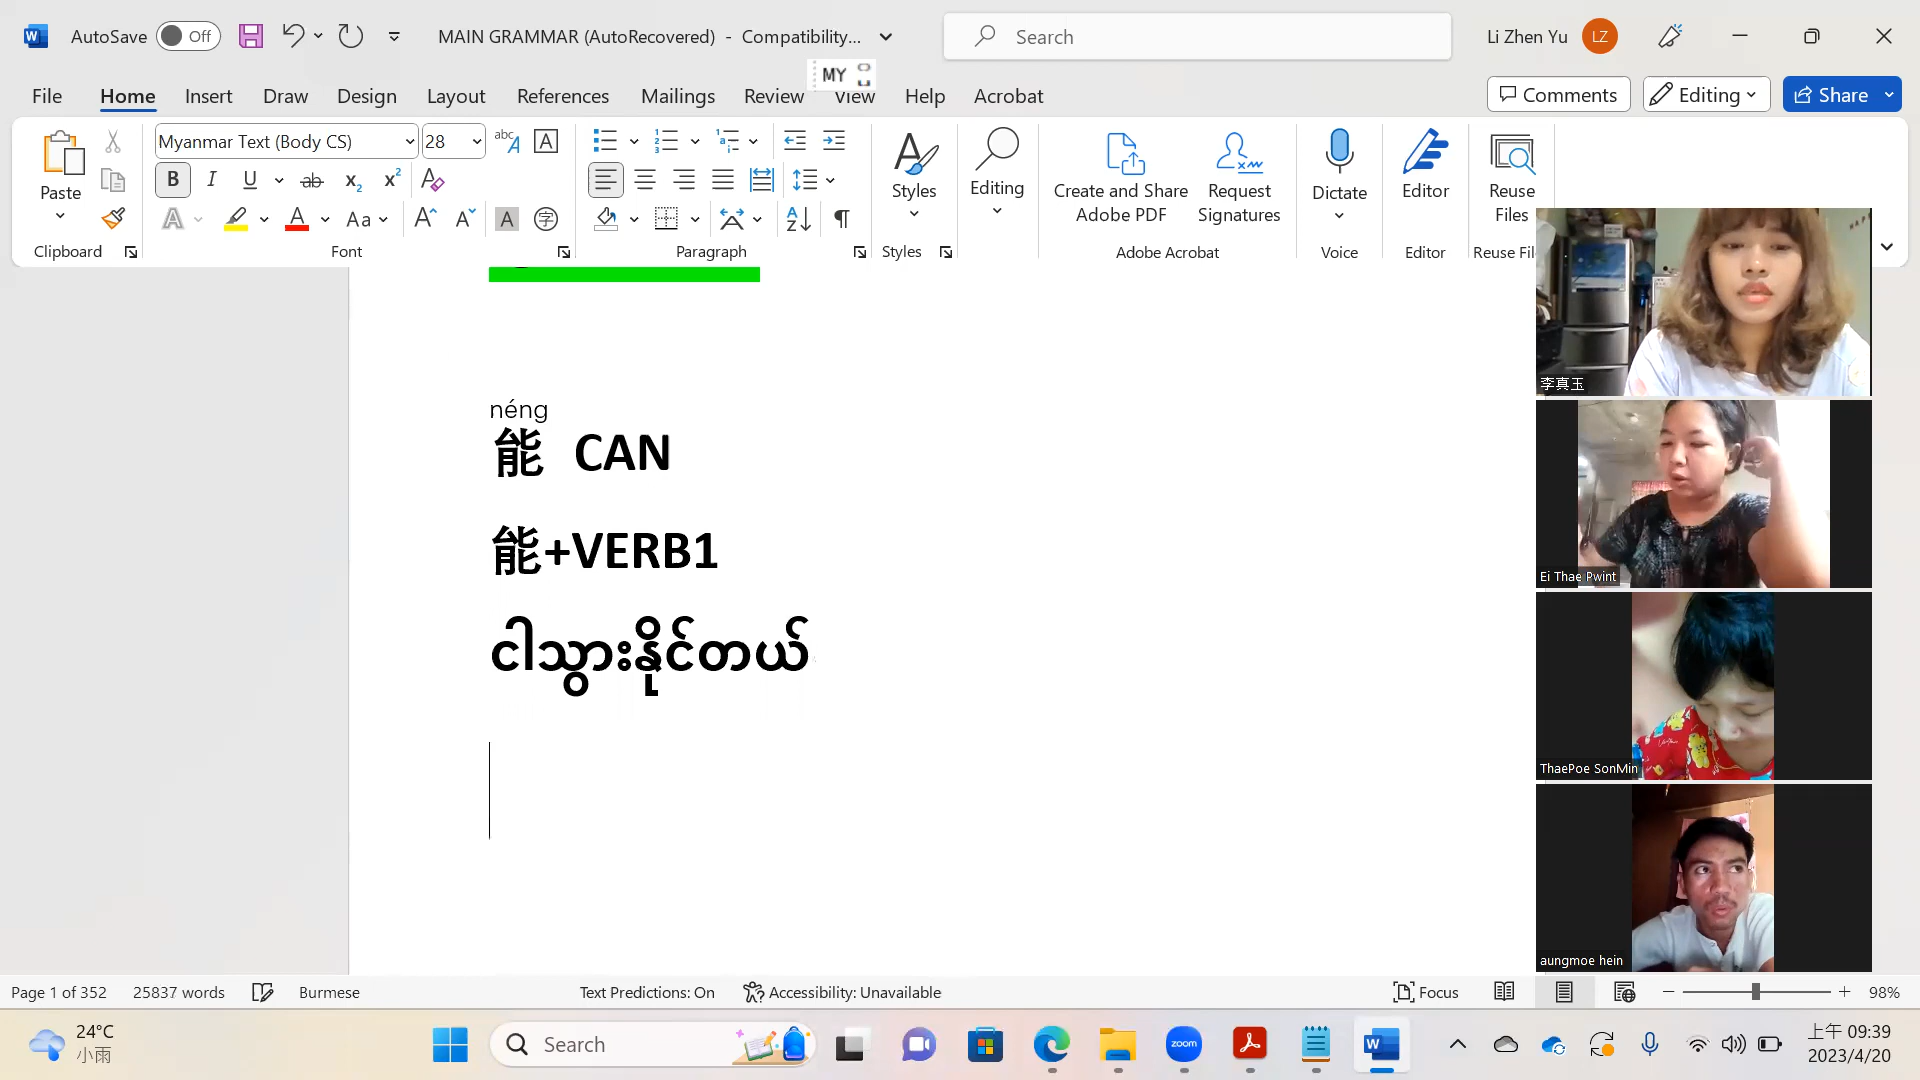 AutoSave Off MAIN GRAMMAR (AutoRecovered) - Compatibility... Search Li Zhen Yu LZ
MY
File Home Insert Draw Design Layout References Mailings Review View Help Acrobat Comments Editing Share
Paste
Myanmar Text (Body CS) 28
Styles
Editing
Create and Share Adobe PDF
Request Signatures
Dictate
Editor
Reuse Files
Clipboard Font Paragraph Styles Adobe Acrobat Voice Editor Reuse Fil
néng
能 CAN
能+VERB1
ငါသွားနိုင်တယ်
李真玉
Ei Thae Pwint
ThaePoe SonMin
aungmoe hein
Page 1 of 352 25837 words Burmese Text Predictions: On Accessibility: Unavailable Focus 98%
24°C
小雨
Search
zoom
上午 09:39
2023/4/20